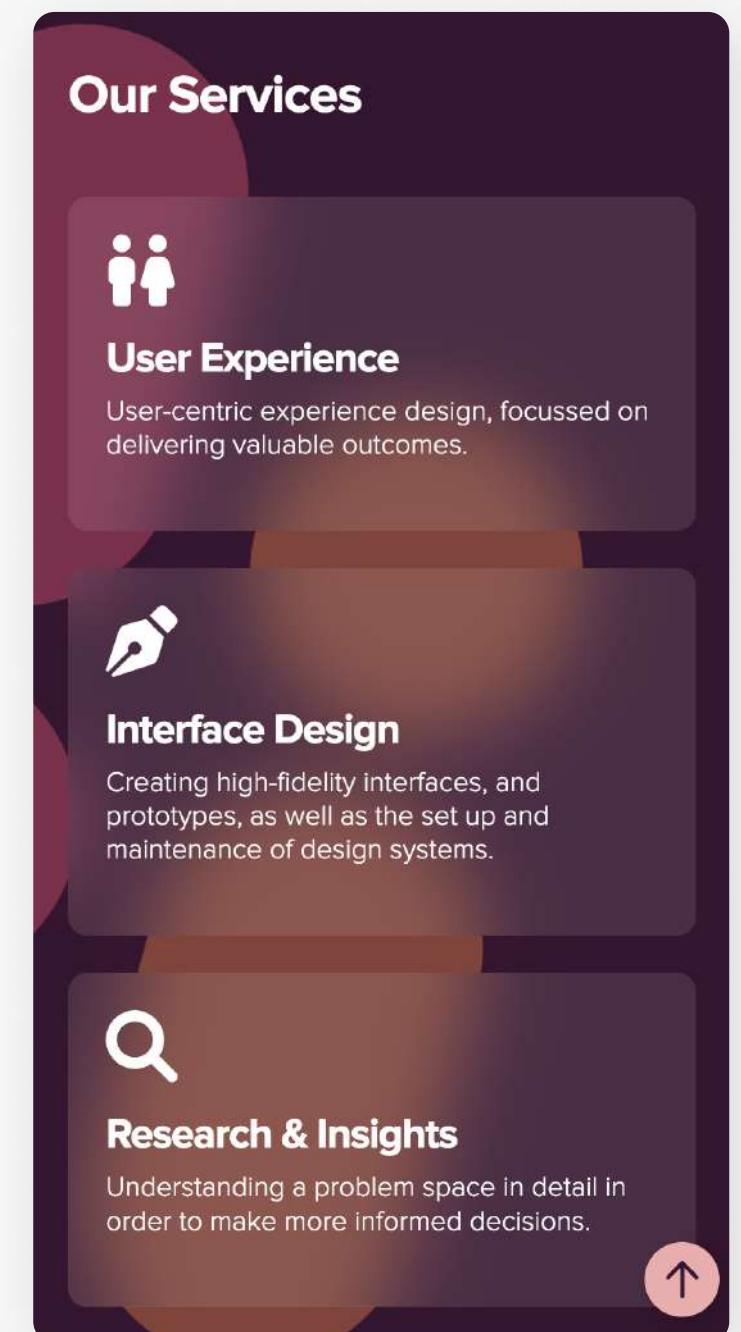 Our Services
User Experience
User-centric experience design, focussed on
delivering valuable outcomes.
Interface Design
Creating high-fidelity interfaces, and
prototypes, as well as the set up and
maintenance of design systems.
Research & Insights
Understanding a problem space in detail in
order to make more informed decisions.